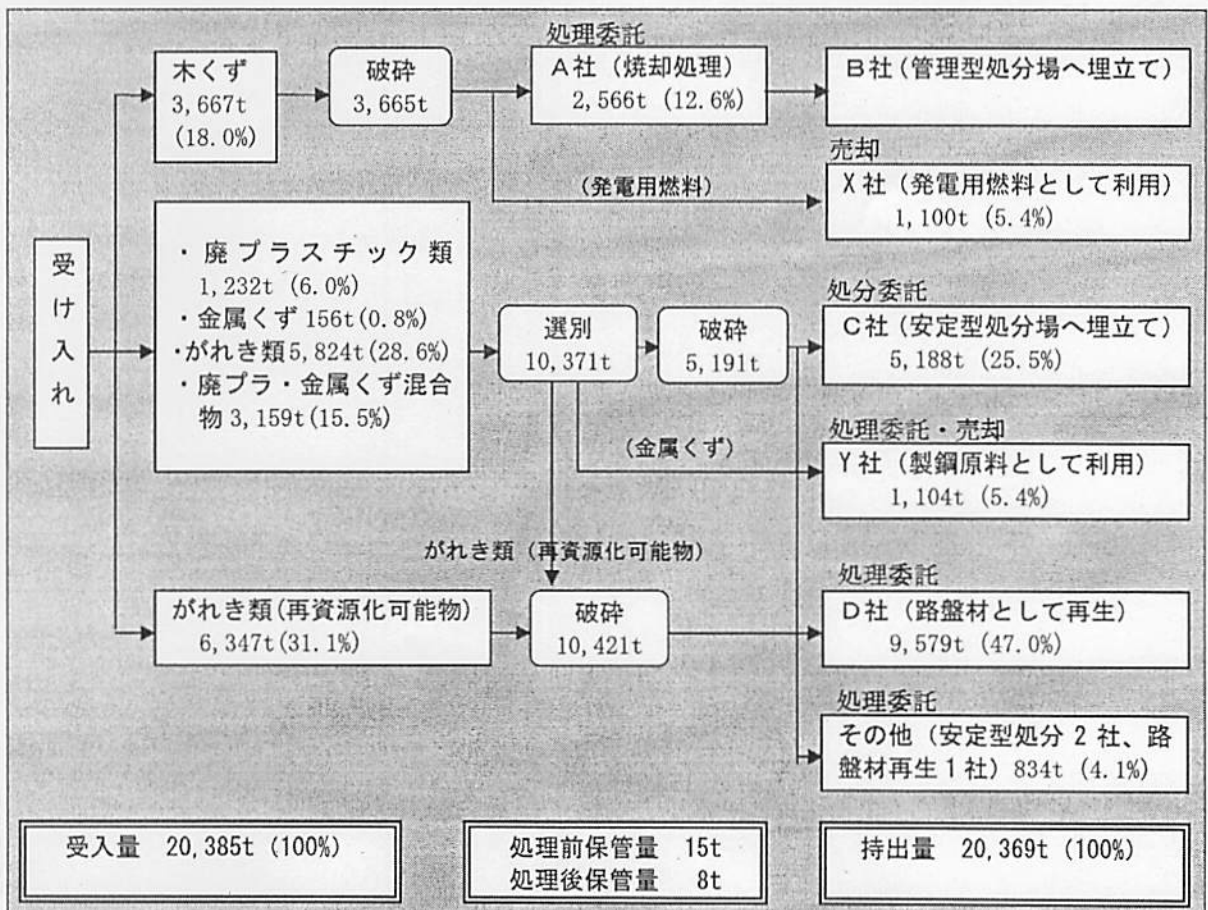 処理委託
木くず
3,667t
(18.0%)
破砕
3,665t
A社(焼却処理)
2,566t (12.6%)
B社(管理型処分場へ埋立て)
売却
(発電用燃料)
X社(発電用燃料として利用)
1,100t (5.4%)
受け入れ
・廃プラスチック類
1,232t (6.0%)
・金属くず 156t(0.8%)
・がれき類 5,824t(28.6%)
・廃プラ・金属くず混合
物 3,159t(15.5%)
選別
10,371t
破砕
5,191t
処分委託
C社(安定型処分場へ埋立て)
5,188t (25.5%)
処理委託・売却
(金属くず)
Y社(製鋼原料として利用)
1,104t (5.4%)
がれき類(再資源化可能物)
がれき類(再資源化可能物)
6,347t(31.1%)
破砕
10,421t
処理委託
D社(路盤材として再生)
9,579t (47.0%)
処理委託
その他(安定型処分 2 社、路
盤材再生1社) 834t (4.1%)
受入量 20,385t (100%)
処理前保管量 15t
処理後保管量 8t
持出量 20,369t (100%)